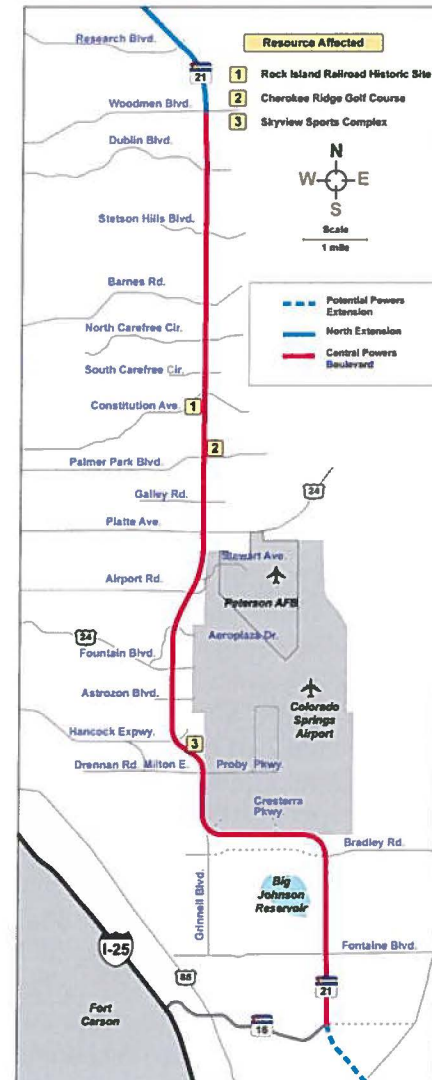 Research Blvd.
21
Woodmen Blvd.
Dublin Blvd.
Resource Affected
1 Rock Island Railroad Historic Site
2 Cherokee Ridge Golf Course
3 Skyview Sports Complex
N
W E
S
Scale
1 mile
Stetson Hills Blvd.
Barnes Rd.
North Carefree Cir.
South Carefree Cir.
Constitution Ave.
1
2
Palmer Park Blvd.
Galley Rd.
Platte Ave.
Potential Powers
Extension
North Extension
Central Powers
Boulevard
24
Stewart Ave.
Airport Rd.
Peterson AFB
24
Aeroplaza Dr.
Fountain Blvd.
Astrozon Blvd.
Colorado
Springs
Airport
Hancock Expwy.
3
Drennan Rd.
Milton E. Proby Pkwy.
Cresterra
Pkwy.
Bradley Rd.
Grinnell Blvd.
Big
Johnson
Reservoir
Fontaine Blvd.
I-25
85
21
Fort
Carson
16